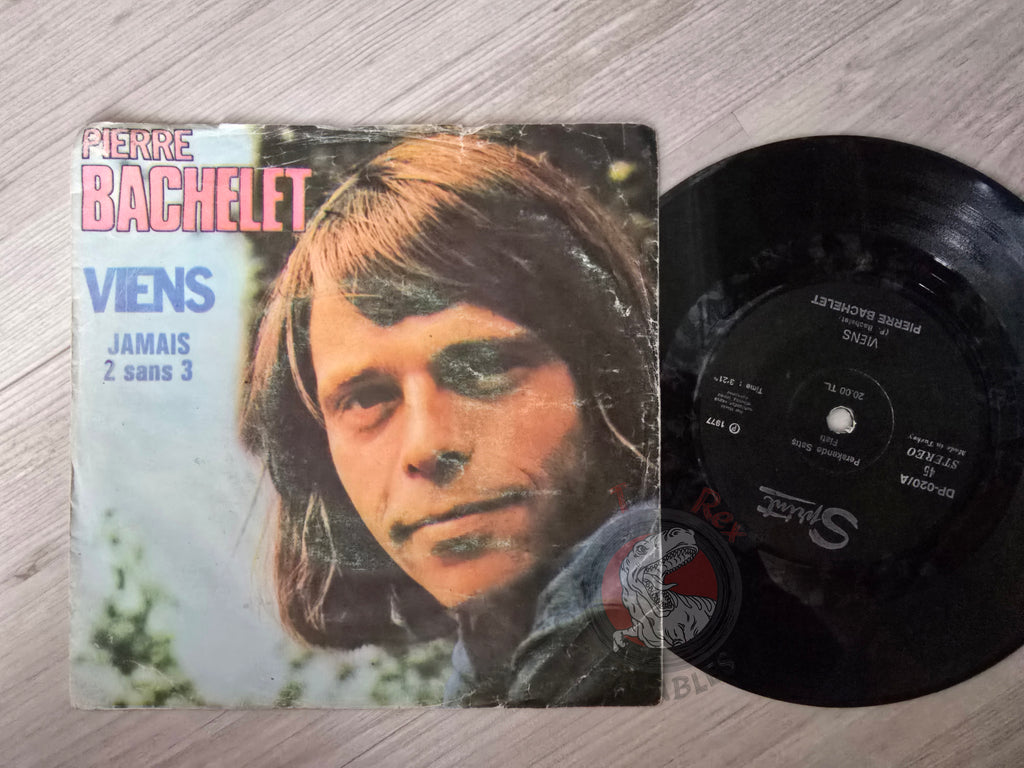 PIERRE
BACHELET
VIENS
JAMAIS
2 sans 3
Sprint
DP-020/A
45
STEREO
Made in Turkey
Perakende Satış
Fiatı
20.00 TL.
℗ 1977
Time : 3'21"
VIENS
(P. Bachelet)
PIERRE BACHELET
Rex